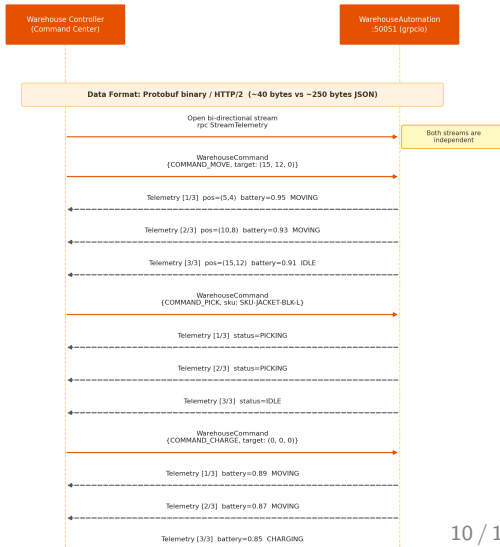 Warehouse Controller
(Command Center)
WarehouseAutomation
:50051 (grpclo)
Data Format: Protobuf binary / HTTP/2 (~40 bytes vs ~250 bytes JSON)
Open bi-directional stream
rpc StreamTelemetry
Both streams are
independent
WarehouseCommand
{COMMAND_MOVE, target: (15, 12, 0)}
Telemetry [1/3] pos=(5,4) battery=0.95 MOVING
Telemetry [2/3] pos=(10,8) battery=0.93 MOVING
Telemetry [3/3] pos=(15,12) battery=0.91 IDLE
WarehouseCommand
{COMMAND_PICK, sku: SKU-JACKET-BLK-L}
Telemetry [1/3] status=PICKING
Telemetry [2/3] status=PICKING
Telemetry [3/3] status=IDLE
WarehouseCommand
{COMMAND_CHARGE, target: (0, 0, 0)}
Telemetry [1/3] battery=0.89 MOVING
Telemetry [2/3] battery=0.87 MOVING
Telemetry [3/3] battery=0.85 CHARGING
10 / 1